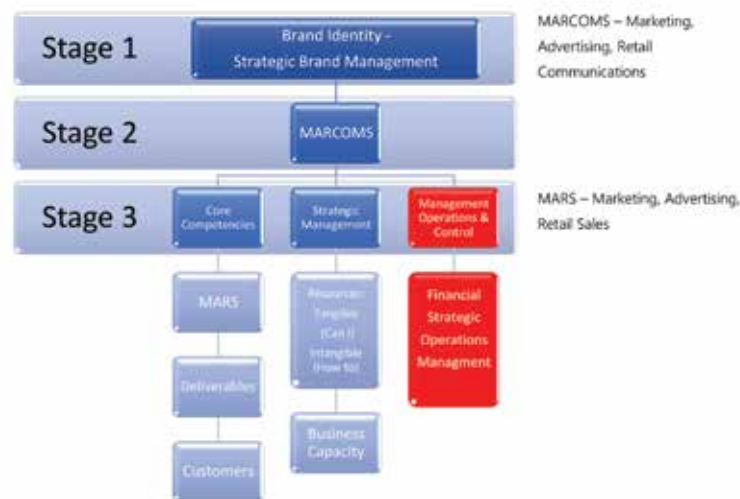 Stage 1
Brand Identity -
Strategic Brand Management
MARCOMS – Marketing,
Advertising, Retail
Communications
Stage 2
MARCOMS
Stage 3
Core
Competencies
Strategic
Management
Management
Operations &
Control
MARS – Marketing, Advertising,
Retail Sales
MARS
Deliverables
Customers
Resources:
Tangible
(Can I)
Intangible
(How to)
Business
Capacity
Financial
Strategic
Operations
Managment